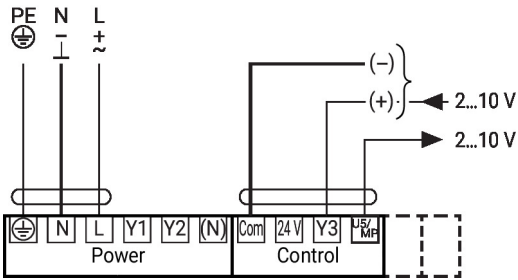 PE N L
– +
⊥ ~
(–)
(+) 2...10 V
2...10 V
N L Y1 Y2 (N) Com 24 V Y3 U5/
MP
Power Control